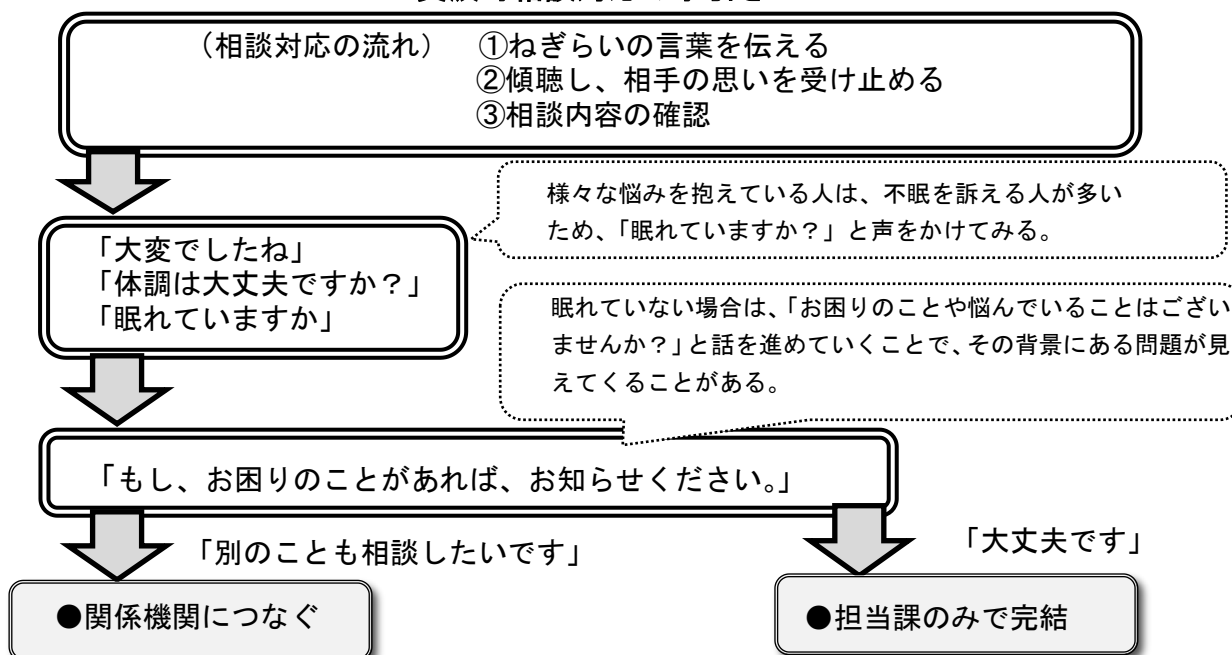 （相談対応の流れ）　①ねぎらいの言葉を伝える
②傾聴し、相手の思いを受け止める
③相談内容の確認
様々な悩みを抱えている人は、不眠を訴える人が多い
ため、「眠れていますか？」と声をかけてみる。
「大変でしたね」
「体調は大丈夫ですか？」
「眠れていますか」
眠れていない場合は、「お困りのことや悩んでいることはござい
ませんか？」と話を進めていくことで、その背景にある問題が見
えてくることがある。
「もし、お困りのことがあれば、お知らせください。」
「別のことも相談したいです」
「大丈夫です」
●関係機関につなぐ
●担当課のみで完結